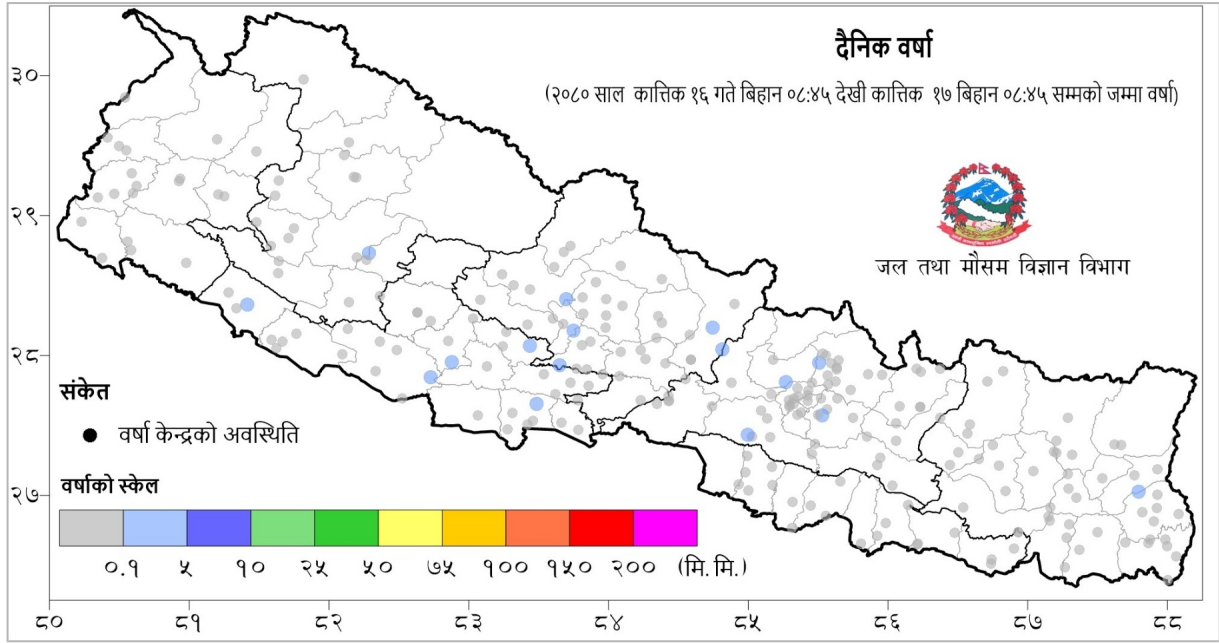 दैनिक वर्षा
(२०८० साल कात्तिक १६ गते बिहान ०८:४५ देखी कात्तिक १७ बिहान ०८:४५ सम्मको जम्मा वर्षा)
जल तथा मौसम विज्ञान विभाग
३०
२९
२८
२७
संकेत
वर्षा केन्द्रको अवस्थिति
वर्षाको स्केल
०.१ ५ १० २५ ५० ७५ १०० १५० २०० (मि. मि.)
८० ८१ ८२ ८३ ८४ ८५ ८६ ८७ ८८